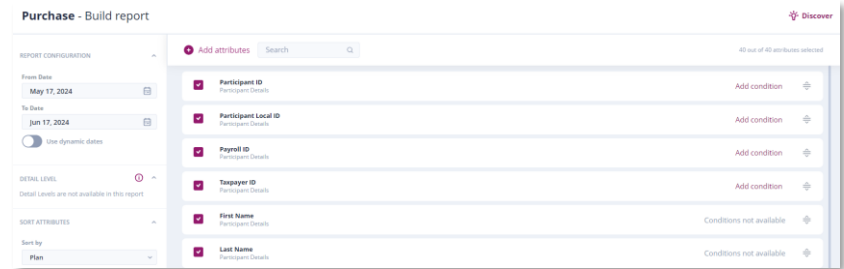 Purchase - Build report
Discover
REPORT CONFIGURATION
From Date
May 17, 2024
To Date
Jun 17, 2024
Use dynamic dates
DETAIL LEVEL
Detail Levels are not available in this report
SORT ATTRIBUTES
Sort by
Plan
Add attributes
Search
40 out of 40 attributes selected
Participant ID
Participant Details
Add condition
Participant Local ID
Participant Details
Add condition
Payroll ID
Participant Details
Add condition
Taxpayer ID
Participant Details
Add condition
First Name
Participant Details
Conditions not available
Last Name
Participant Details
Conditions not available